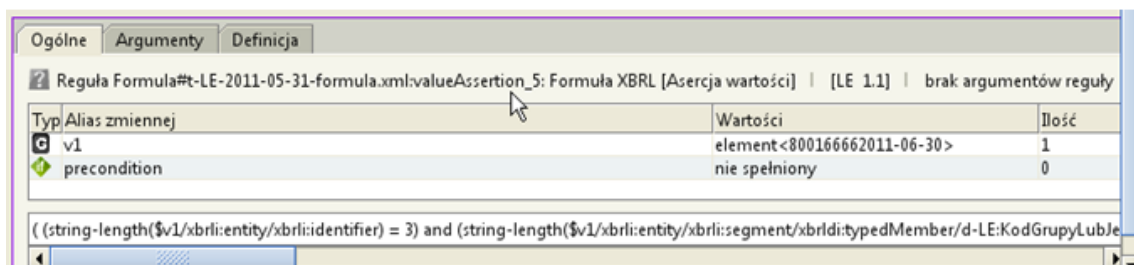 Ogólne Argumenty Definicja
Reguła Formula#t-LE-2011-05-31-formula.xml:valueAssertion_5: Formuła XBRL [Asercja wartości] | [LE 1.1] | brak argumentów reguły
Typ Alias zmiennej Wartości Ilość
C v1 element<800166662011-06-30> 1
precondition nie spełniony 0
( (string-length($v1/xbrli:entity/xbrli:identifier) = 3) and (string-length($v1/xbrli:entity/xbrli:segment/xbrldi:typedMember/d-LE:KodGrupyLubJe